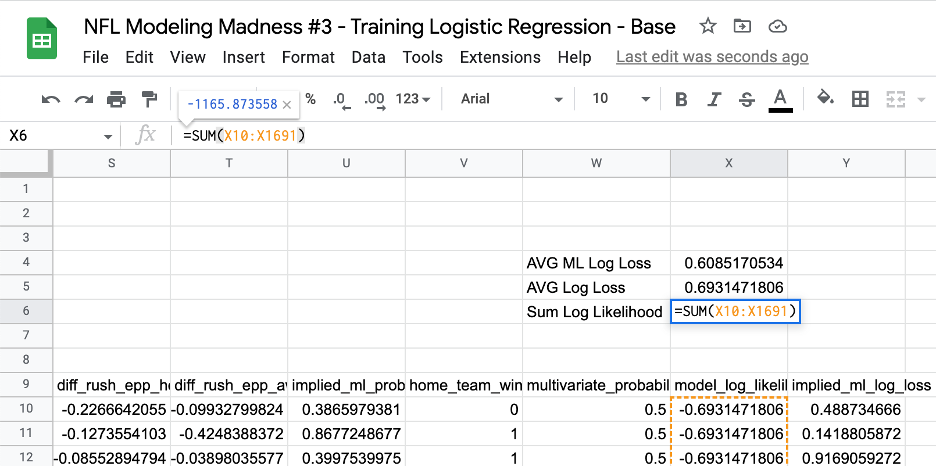 NFL Modeling Madness #3 - Training Logistic Regression - Base
File Edit View Insert Format Data Tools Extensions Help Last edit was seconds ago
-1165.873558 × % .0 .00 123 Arial 10 B I S A
X6 fx =SUM(X10:X1691)
S T U V W X Y
1
2
3
4 AVG ML Log Loss 0.6085170534
5 AVG Log Loss 0.6931471806
6 Sum Log Likelihood =SUM(X10:X1691)
7
8
9 diff_rush_epp_ho diff_rush_epp_av implied_ml_prob home_team_win multivariate_probabil model_log_likeli implied_ml_log_loss
10 -0.2266642055 -0.09932799824 0.3865979381 0 0.5 -0.6931471806 0.488734666
11 -0.1273554103 -0.4248388372 0.8677248677 1 0.5 -0.6931471806 0.1418805872
12 -0.08552894794 -0.03898035577 0.3997539975 1 0.5 -0.6931471806 0.9169059272